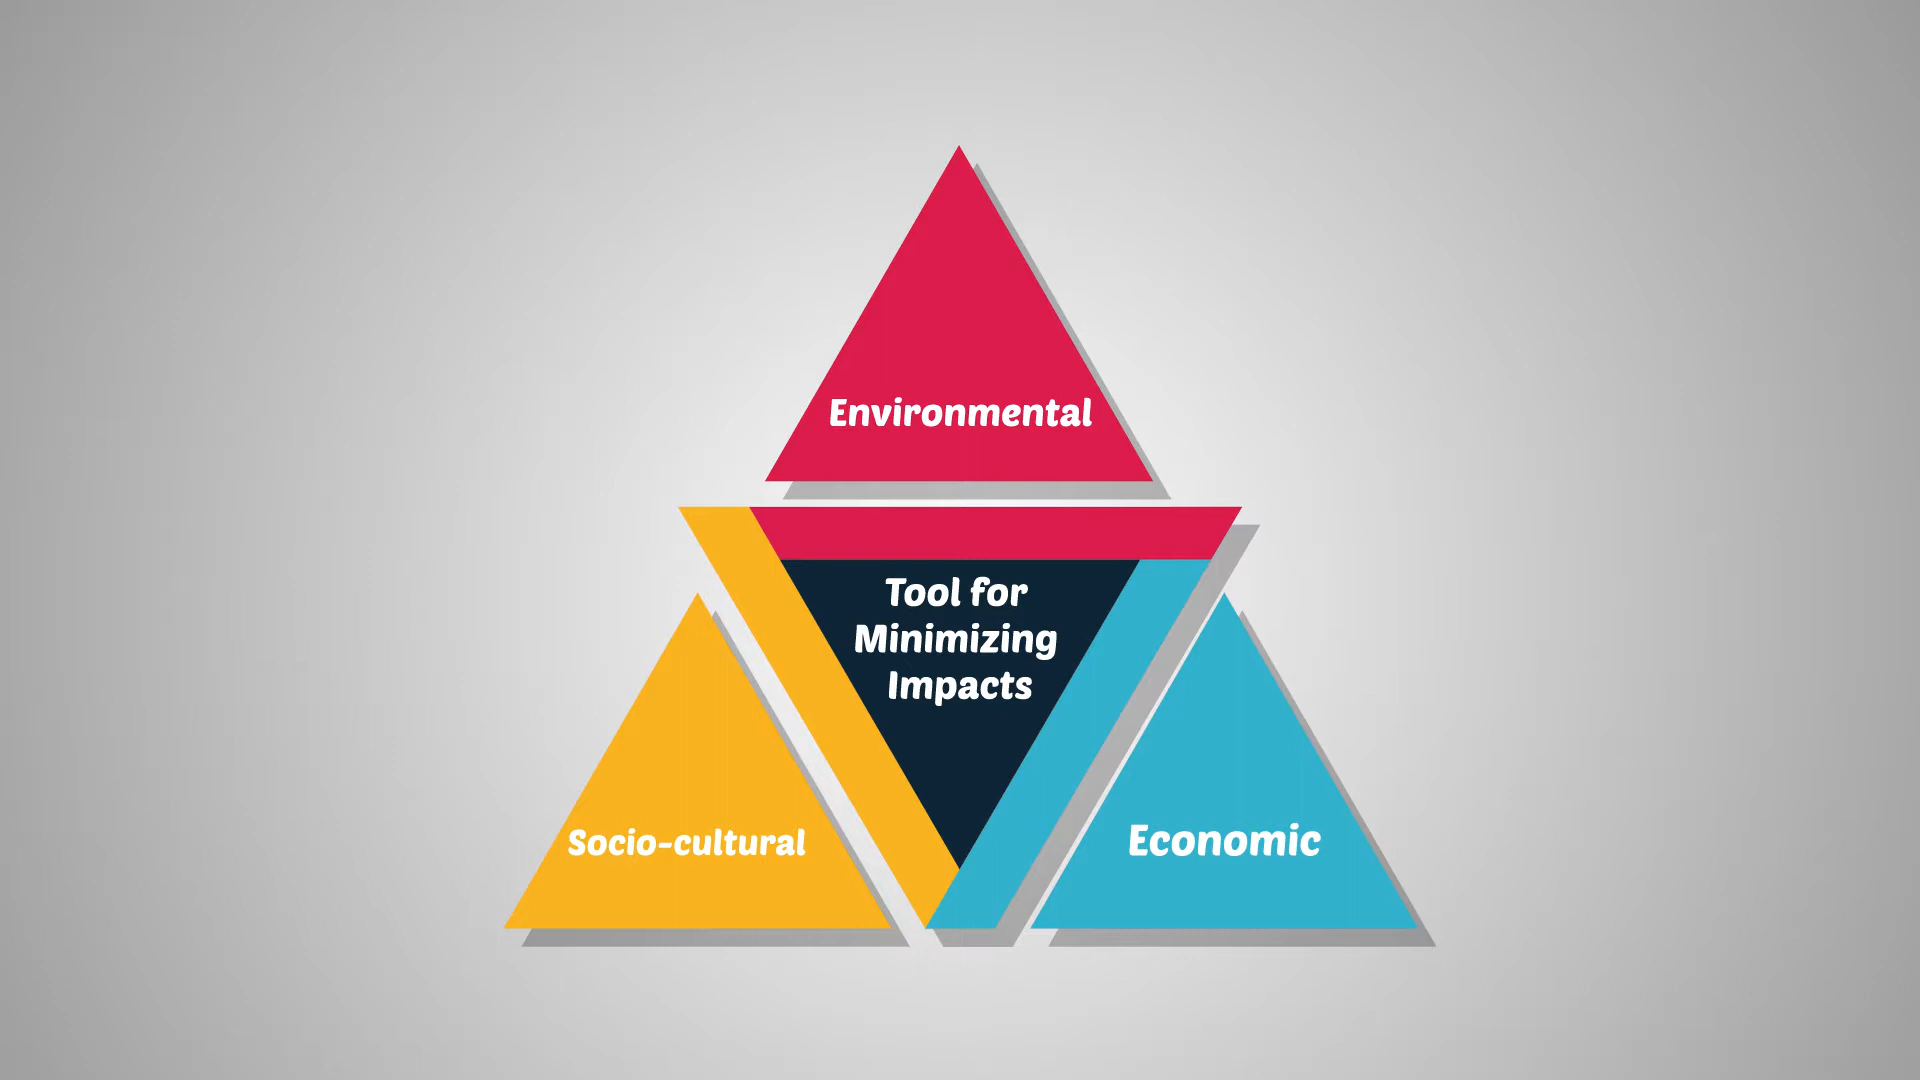 Environmental
Tool for
Minimizing
Impacts
Socio-cultural
Economic